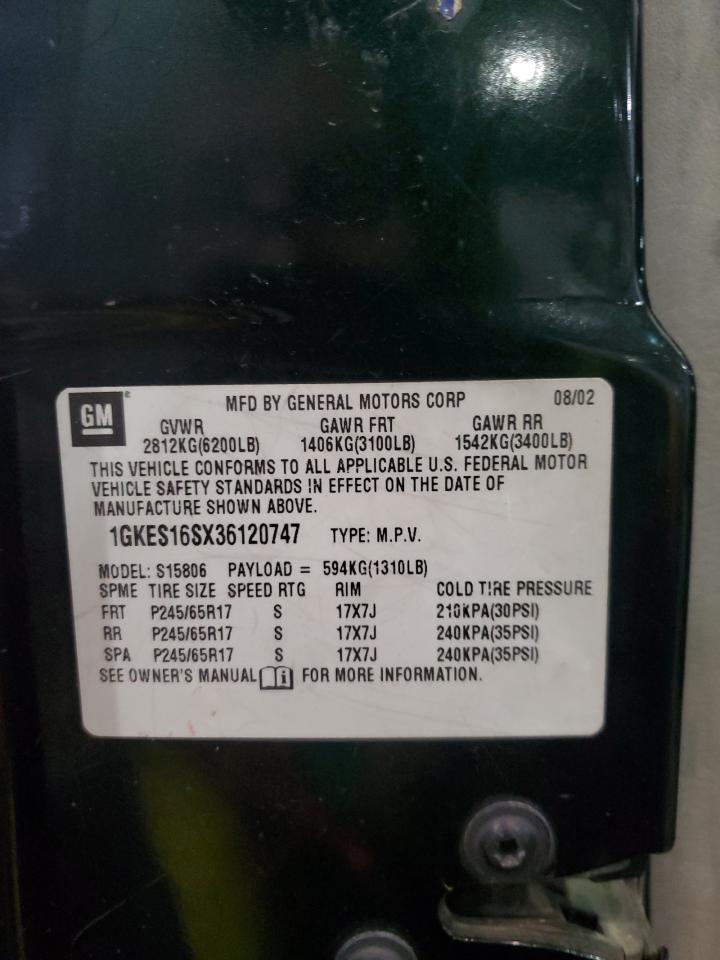 GM
MFD BY GENERAL MOTORS CORP 08/02
GVWR GAWR FRT GAWR RR
2812KG(6200LB) 1406KG(3100LB) 1542KG(3400LB)
THIS VEHICLE CONFORMS TO ALL APPLICABLE U.S. FEDERAL MOTOR
VEHICLE SAFETY STANDARDS IN EFFECT ON THE DATE OF
MANUFACTURE SHOWN ABOVE.
1GKES16SX36120747 TYPE: M.P.V.
MODEL: S15806 PAYLOAD = 594KG(1310LB)
SPME TIRE SIZE SPEED RTG RIM COLD TIRE PRESSURE
FRT P245/65R17 S 17X7J 210KPA(30PSI)
RR P245/65R17 S 17X7J 240KPA(35PSI)
SPA P245/65R17 S 17X7J 240KPA(35PSI)
SEE OWNER'S MANUAL i FOR MORE INFORMATION.